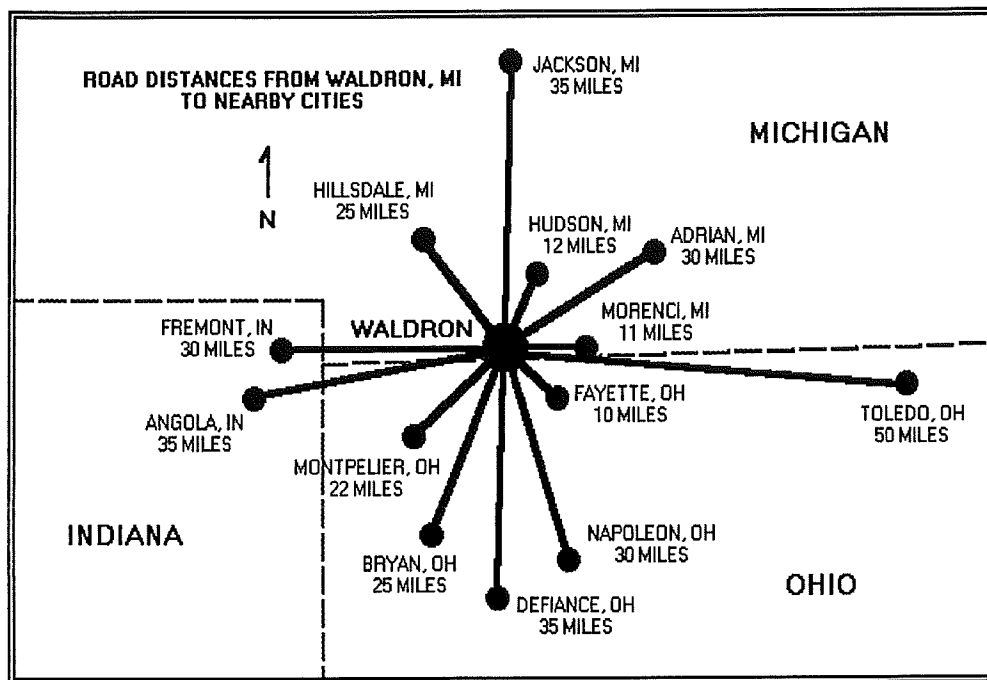 ROAD DISTANCES FROM WALDRON, MI
TO NEARBY CITIES
JACKSON, MI
35 MILES
MICHIGAN
N
HILLSDALE, MI
25 MILES
HUDSON, MI
12 MILES
ADRIAN, MI
30 MILES
FREMONT, IN
30 MILES
WALDRON
MORENCI, MI
11 MILES
ANGOLA, IN
35 MILES
FAYETTE, OH
10 MILES
TOLEDO, OH
50 MILES
MONTPELIER, OH
22 MILES
INDIANA
BRYAN, OH
25 MILES
NAPOLEON, OH
30 MILES
OHIO
DEFIANCE, OH
35 MILES